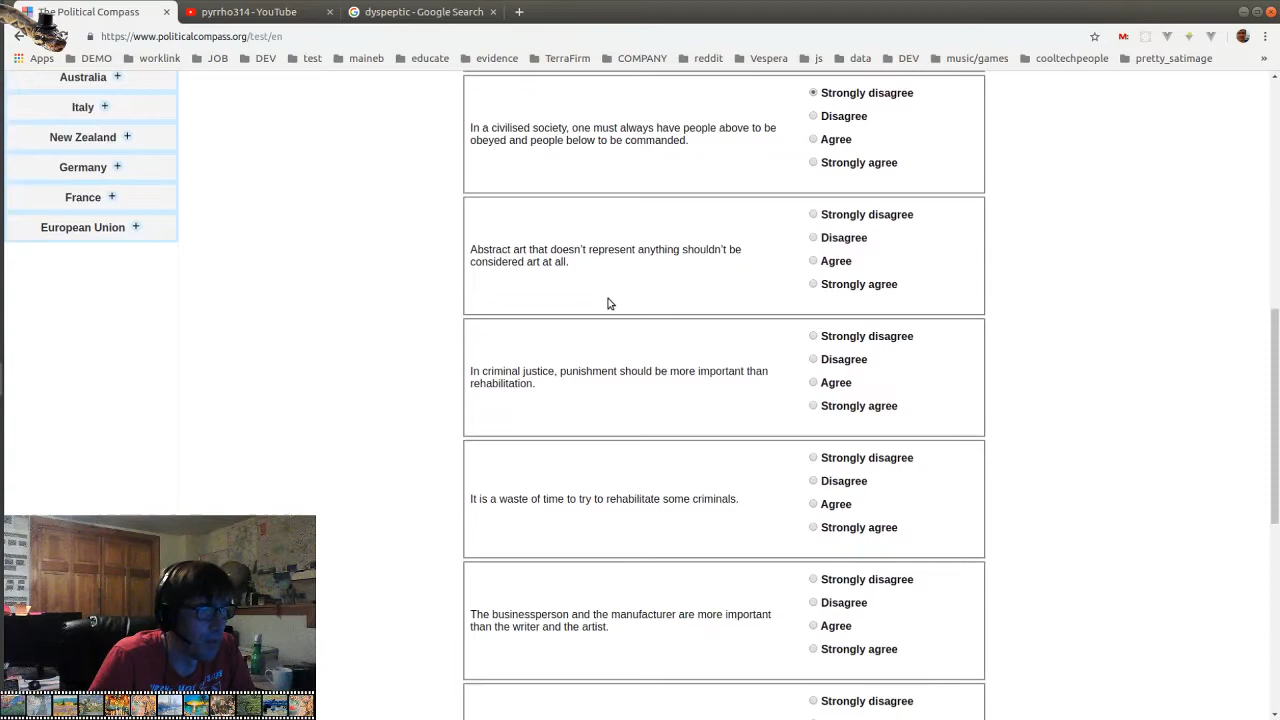 The Political Compass
pyrrho314 - YouTube
dyspeptic - Google Search
https://www.politicalcompass.org/test/en
Apps DEMO worklink JOB DEV test maineb educate evidence TerraFirm COMPANY reddit Vespera js data DEV music/games cooltechpeople pretty_satimage »
Australia
Italy
New Zealand
Germany
France
European Union
In a civilised society, one must always have people above to be
obeyed and people below to be commanded.
Strongly disagree
Disagree
Agree
Strongly agree
Abstract art that doesn’t represent anything shouldn’t be
considered art at all.
Strongly disagree
Disagree
Agree
Strongly agree
In criminal justice, punishment should be more important than
rehabilitation.
Strongly disagree
Disagree
Agree
Strongly agree
It is a waste of time to try to rehabilitate some criminals.
Strongly disagree
Disagree
Agree
Strongly agree
The businessperson and the manufacturer are more important
than the writer and the artist.
Strongly disagree
Disagree
Agree
Strongly agree
Strongly disagree